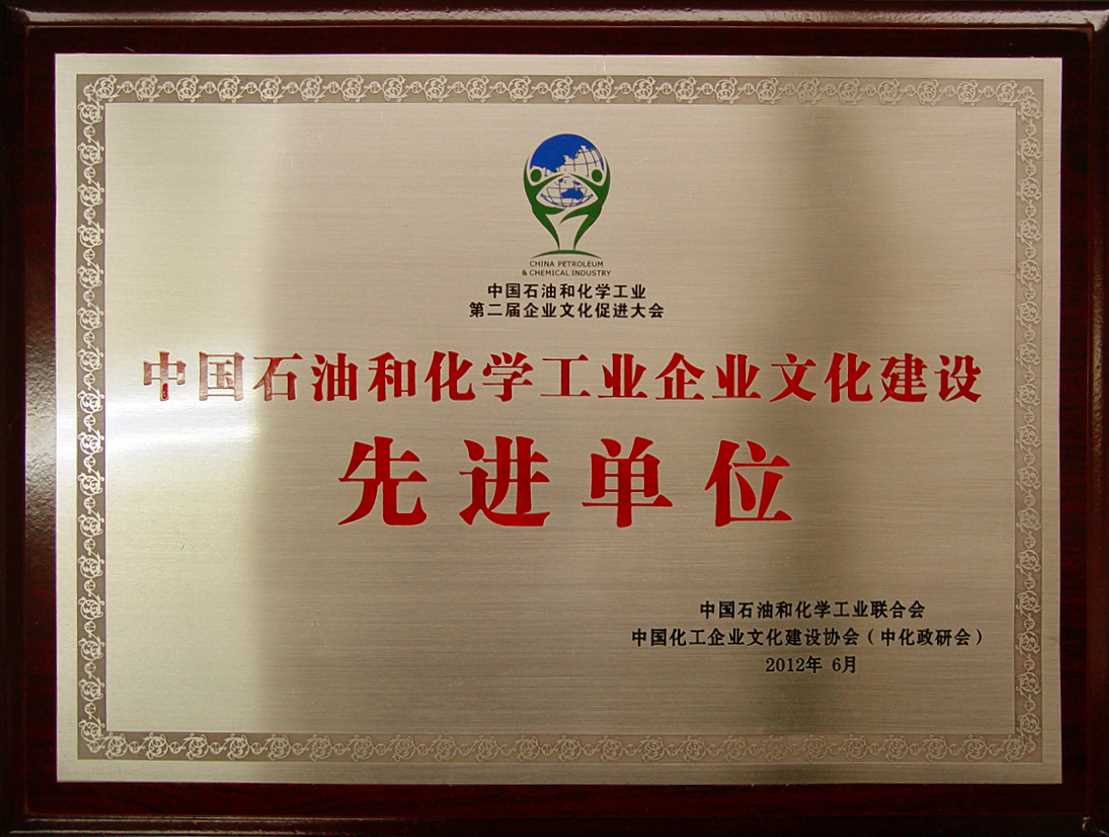 CHINA PETROLEUM
& CHEMICAL INDUSTRY
中国石油和化学工业
第二届企业文化促进大会
中国石油和化学工业企业文化建设
先进单位
中国石油和化学工业联合会
中国化工企业文化建设协会（中化政研会）
2012年 6月